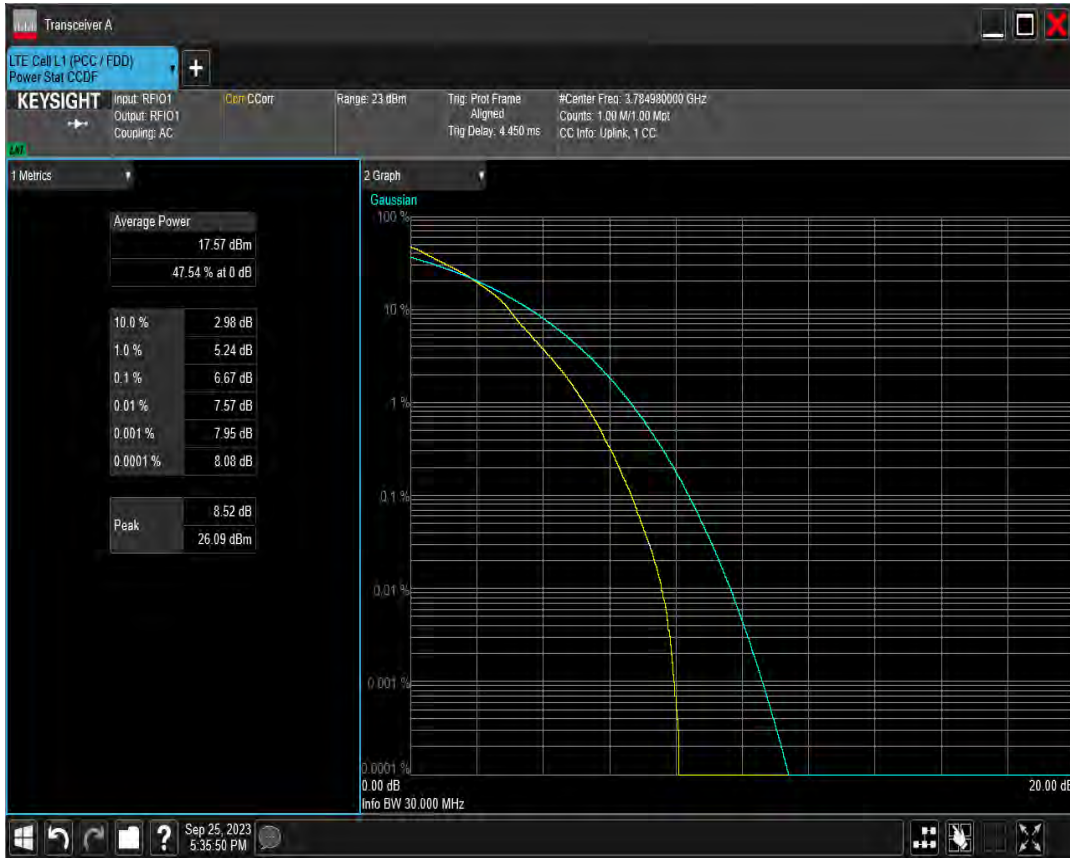 Transceiver A
LTE Cell L1 (PCC / FDD)
Power Stat CCDF
+
KEYSIGHT
Input: RFIO1
Output: RFIO1
Coupling: AC
Corr CCorr
Range: 23 dBm
Trig: Prot Frame
Aligned
Trig Delay: 4.450 ms
#Center Freq: 3.784980000 GHz
Counts: 1.00 M/1.00 Mpt
CC Info: Uplink, 1 CC
1 Metrics
Average Power
17.57 dBm
47.54 % at 0 dB
10.0 % 2.98 dB
1.0 % 5.24 dB
0.1 % 6.67 dB
0.01 % 7.57 dB
0.001 % 7.95 dB
0.0001 % 8.08 dB
Peak
8.52 dB
26.09 dBm
2 Graph
Gaussian
100 %
10 %
1 %
0.1 %
0.01 %
0.001 %
0.0001 %
0.00 dB
20.00 dB
Info BW 30.000 MHz
?
Sep 25, 2023
5:35:50 PM